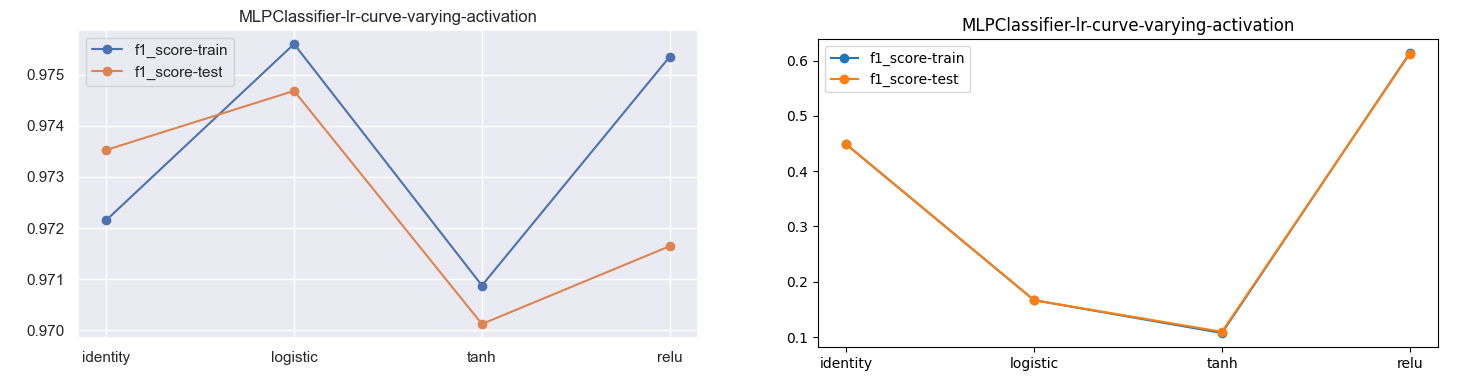 MLPClassifier-lr-curve-varying-activation
f1_score-train
f1_score-test
0.975
0.974
0.973
0.972
0.971
0.970
identity logistic tanh relu
MLPClassifier-lr-curve-varying-activation
f1_score-train
f1_score-test
0.6
0.5
0.4
0.3
0.2
0.1
identity logistic tanh relu